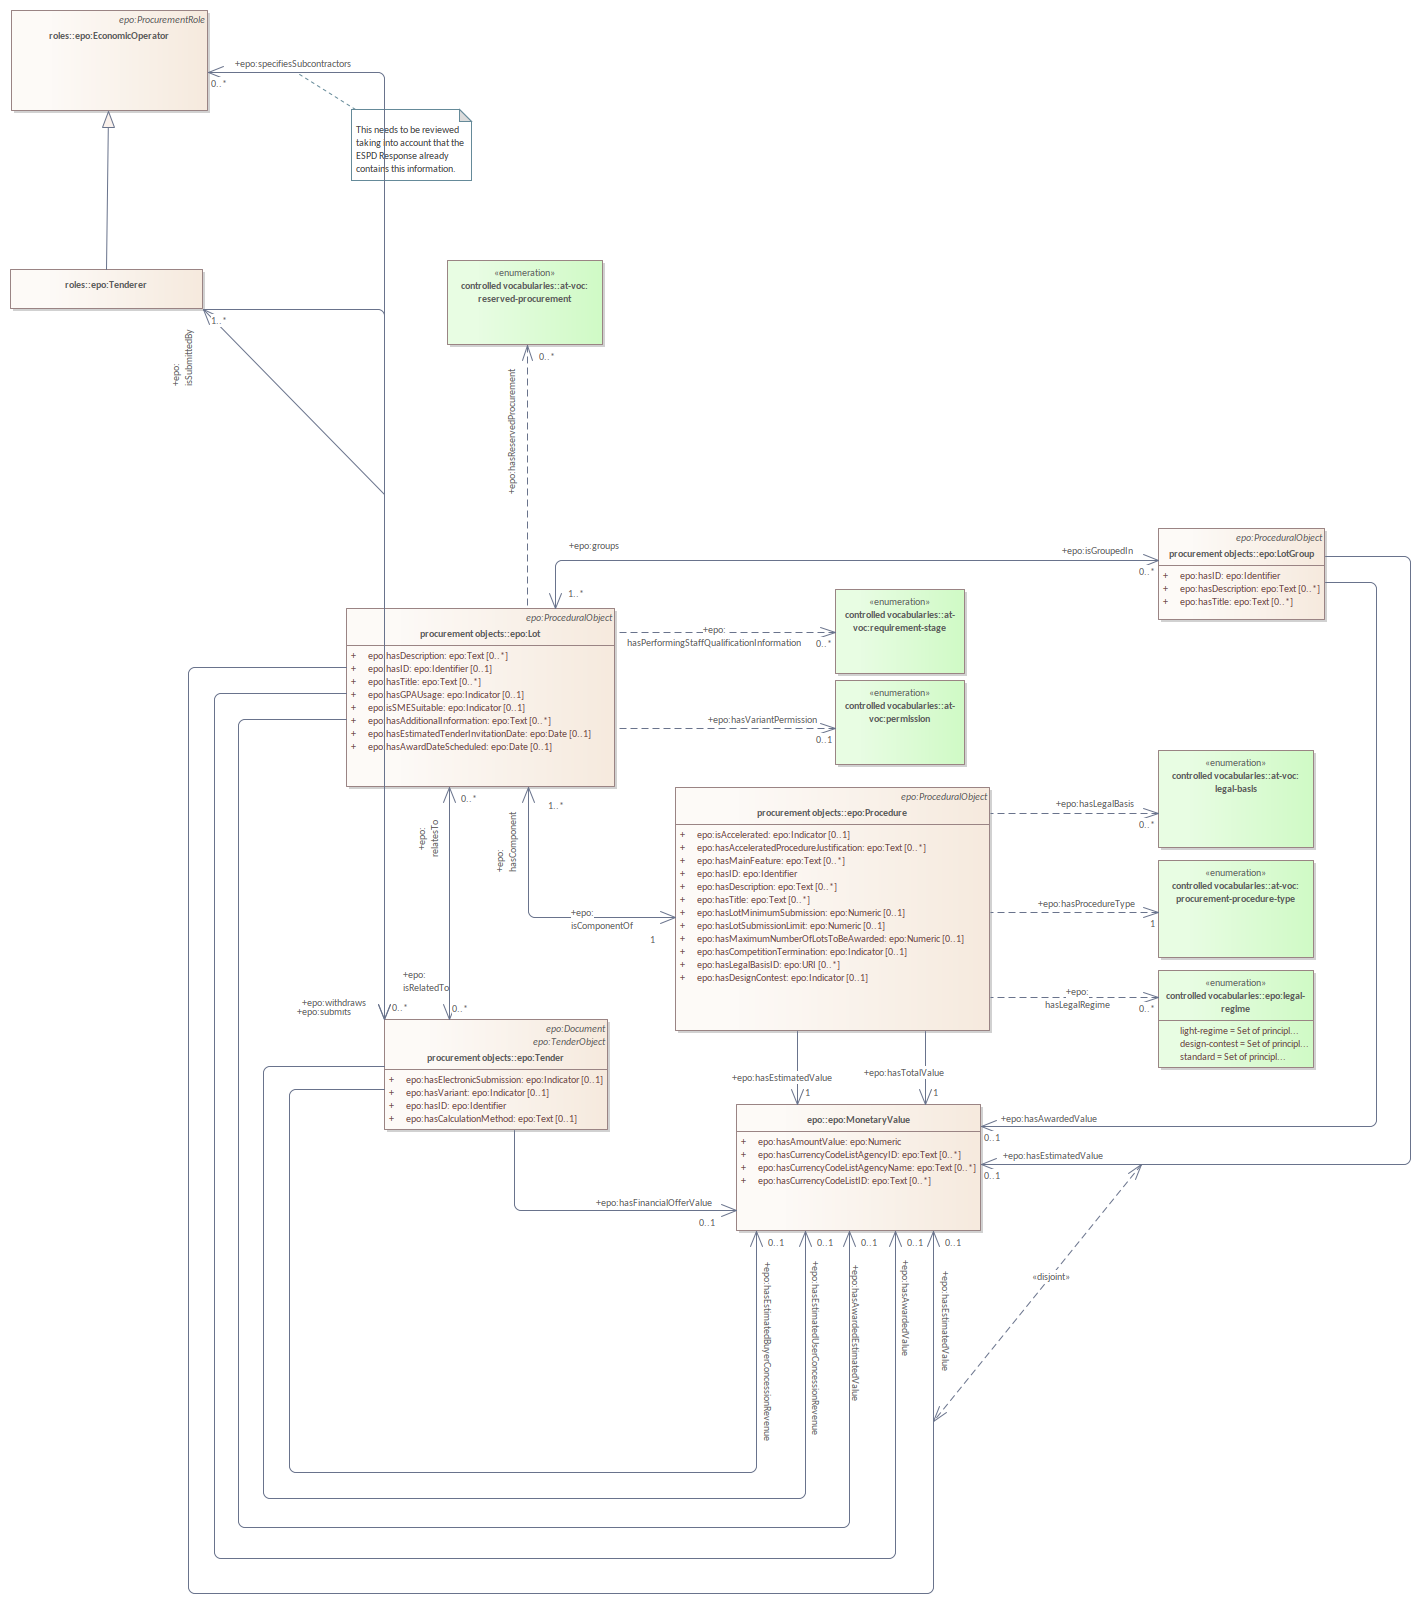 epo:ProcurementRole
roles::epo:EconomicOperator
+epo:specifiesSubcontractors
0..*
This needs to be reviewed
taking into account that the
ESPD Response already
contains this information.
roles::epo:Tenderer
1..*
+epo:
isSubmittedBy
«enumeration»
controlled vocabularies::at-voc:
reserved-procurement
0..*
+epo:hasReservedProcurement
+epo:groups
1..*
+epo:isGroupedIn
0..*
epo:ProceduralObject
procurement objects::epo:LotGroup
+ epo:hasID: epo:Identifier
+ epo:hasDescription: epo:Text [0..*]
+ epo:hasTitle: epo:Text [0..*]
epo:ProceduralObject
procurement objects::epo:Lot
+ epo:hasDescription: epo:Text [0..*]
+ epo:hasID: epo:Identifier [0..1]
+ epo:hasTitle: epo:Text [0..*]
+ epo:hasGPAUsage: epo:Indicator [0..1]
+ epo:isSMESuitable: epo:Indicator [0..1]
+ epo:hasAdditionalInformation: epo:Text [0..*]
+ epo:hasEstimatedTenderInvitationDate: epo:Date [0..1]
+ epo:hasAwardDateScheduled: epo:Date [0..1]
+epo:
hasPerformingStaffQualificationInformation
0..*
«enumeration»
controlled vocabularies::at-
voc:requirement-stage
+epo:hasVariantPermission
0..1
«enumeration»
controlled vocabularies::at-
voc:permission
0..*
+epo:
relatesTo
1..*
+epo:
hasComponent
+epo:
isComponentOf
1
epo:ProceduralObject
procurement objects::epo:Procedure
+ epo:isAccelerated: epo:Indicator [0..1]
+ epo:hasAcceleratedProcedureJustification: epo:Text [0..*]
+ epo:hasMainFeature: epo:Text [0..*]
+ epo:hasID: epo:Identifier
+ epo:hasDescription: epo:Text [0..*]
+ epo:hasTitle: epo:Text [0..*]
+ epo:hasLotMinimumSubmission: epo:Numeric [0..1]
+ epo:hasLotSubmissionLimit: epo:Numeric [0..1]
+ epo:hasMaximumNumberOfLotsToBeAwarded: epo:Numeric [0..1]
+ epo:hasCompetitionTermination: epo:Indicator [0..1]
+ epo:hasLegalBasisID: epo:URI [0..*]
+ epo:hasDesignContest: epo:Indicator [0..1]
+epo:hasLegalBasis
0..*
«enumeration»
controlled vocabularies::at-voc:
legal-basis
+epo:hasProcedureType
1
«enumeration»
controlled vocabularies::at-voc:
procurement-procedure-type
+epo:
hasLegalRegime
0..*
«enumeration»
controlled vocabularies::epo:legal-
regime
light-regime = Set of principl...
design-contest = Set of principl...
standard = Set of principl...
+epo:
isRelatedTo
0..*
+epo:withdraws
+epo:submits
0..*
epo:Document
epo:TenderObject
procurement objects::epo:Tender
+ epo:hasElectronicSubmission: epo:Indicator [0..1]
+ epo:hasVariant: epo:Indicator [0..1]
+ epo:hasID: epo:Identifier
+ epo:hasCalculationMethod: epo:Text [0..1]
+epo:hasEstimatedValue
1
+epo:hasTotalValue
1
epo::epo:MonetaryValue
+ epo:hasAmountValue: epo:Numeric
+ epo:hasCurrencyCodeListAgencyID: epo:Text [0..*]
+ epo:hasCurrencyCodeListAgencyName: epo:Text [0..*]
+ epo:hasCurrencyCodeListID: epo:Text [0..*]
+epo:hasAwardedValue
0..1
+epo:hasEstimatedValue
0..1
+epo:hasFinancialOfferValue
0..1
0..1
+epo:hasEstimatedBuyerConcessionRevenue
0..1
+epo:hasEstimatedUserConcessionRevenue
0..1
+epo:hasAwardedEstimatedValue
0..1
+epo:hasAwardedValue
0..1
+epo:hasEstimatedValue
«disjoint»